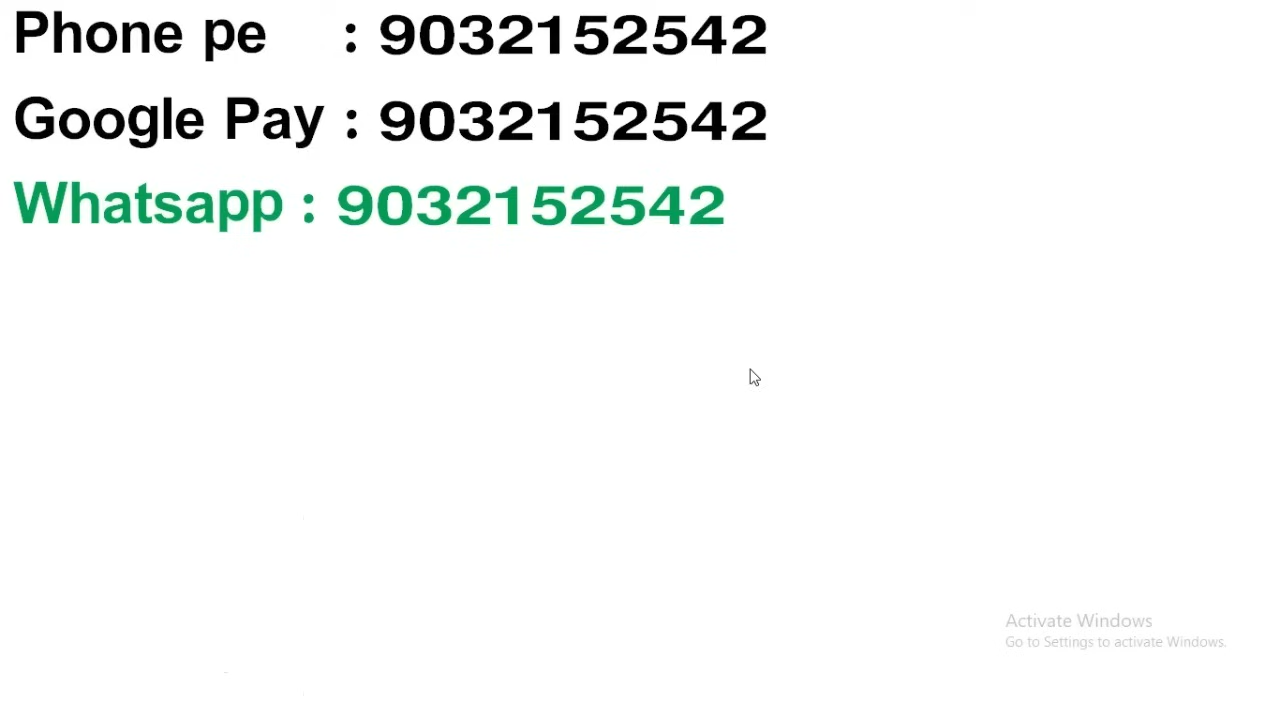 Phone pe : 9032152542
Google Pay : 9032152542
Whatsapp : 9032152542
Activate Windows
Go to Settings to activate Windows.